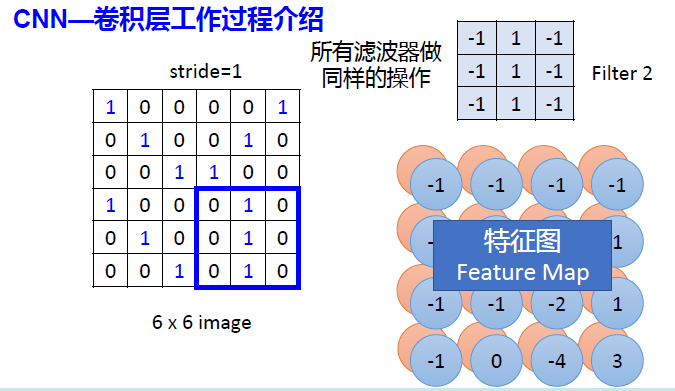 CNN—卷积层工作过程介绍
所有滤波器做
同样的操作
stride=1
-1 1 -1
-1 1 -1
-1 1 -1
Filter 2
1 0 0 0 0 1
0 1 0 0 1 0
0 0 1 1 0 0
1 0 0 0 1 0
0 1 0 0 1 0
0 0 1 0 1 0
6 x 6 image
-1 -1 -1 -1
1
特征图
Feature Map
-1 -1 -2 1
-1 0 -4 3